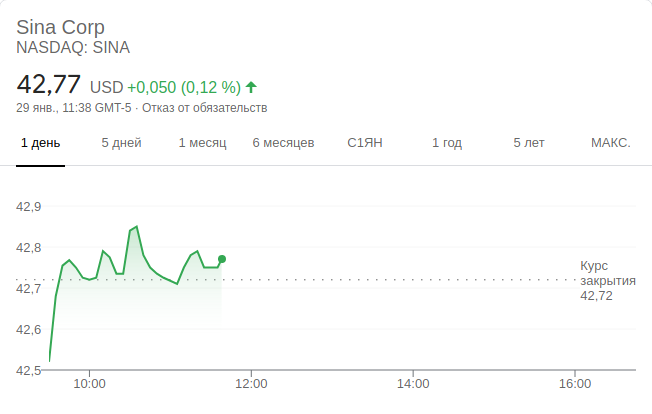 Sina Corp
NASDAQ: SINA
42,77 USD +0,050 (0,12 %)
29 янв., 11:38 GMT-5 · Отказ от обязательств
1 день 5 дней 1 месяц 6 месяцев С1ЯН 1 год 5 лет МАКС.
42,9
42,8
42,7
42,6
42,5
Курс
закрытия
42,72
10:00 12:00 14:00 16:00